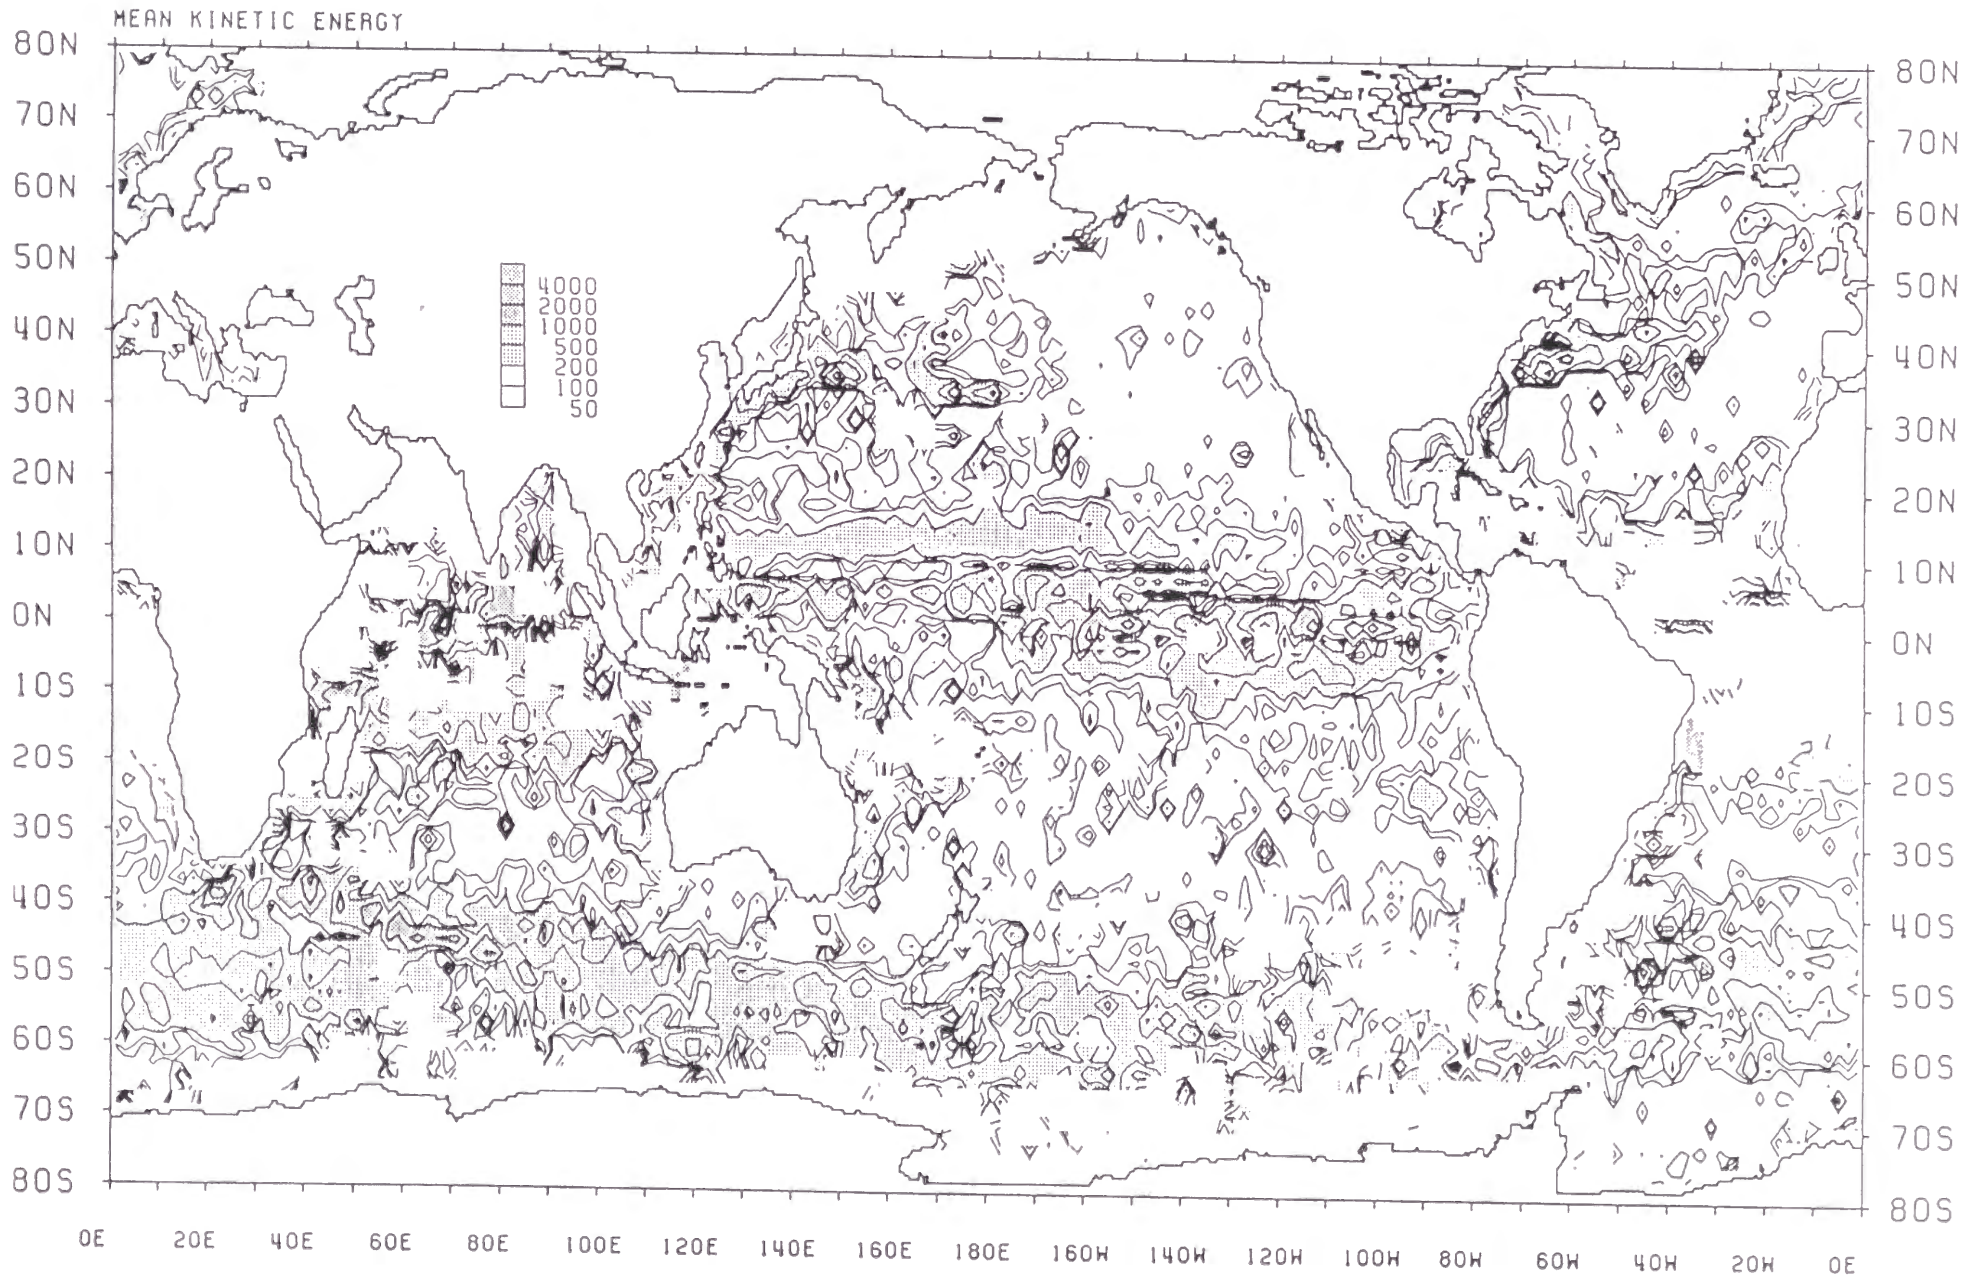 MEAN KINETIC ENERGY
80N 80N
70N 70N
60N 60N
50N 50N
4000
2000
1000
500
200
100
50
40N 40N
30N 30N
20N 20N
10N 10N
0N 0N
10S 10S
20S 20S
30S 30S
40S 40S
50S 50S
60S 60S
70S 70S
80S 80S
0E 20E 40E 60E 80E 100E 120E 140E 160E 180E 160W 140W 120W 100W 80W 60W 40W 20W 0E